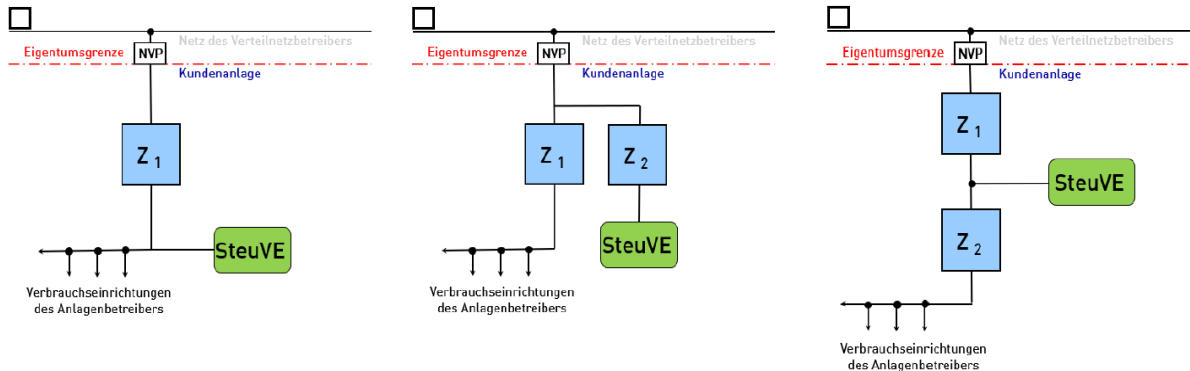 Netz des Verteilnetzbetreibers
Eigentumsgrenze
NVP
Kundenanlage
Z 1
SteuVE
Verbrauchseinrichtungen
des Anlagenbetreibers
Netz des Verteilnetzbetreibers
Eigentumsgrenze
NVP
Kundenanlage
Z 1
Z 2
SteuVE
Verbrauchseinrichtungen
des Anlagenbetreibers
Netz des Verteilnetzbetreibers
Eigentumsgrenze
NVP
Kundenanlage
Z 1
SteuVE
Z 2
Verbrauchseinrichtungen
des Anlagenbetreibers